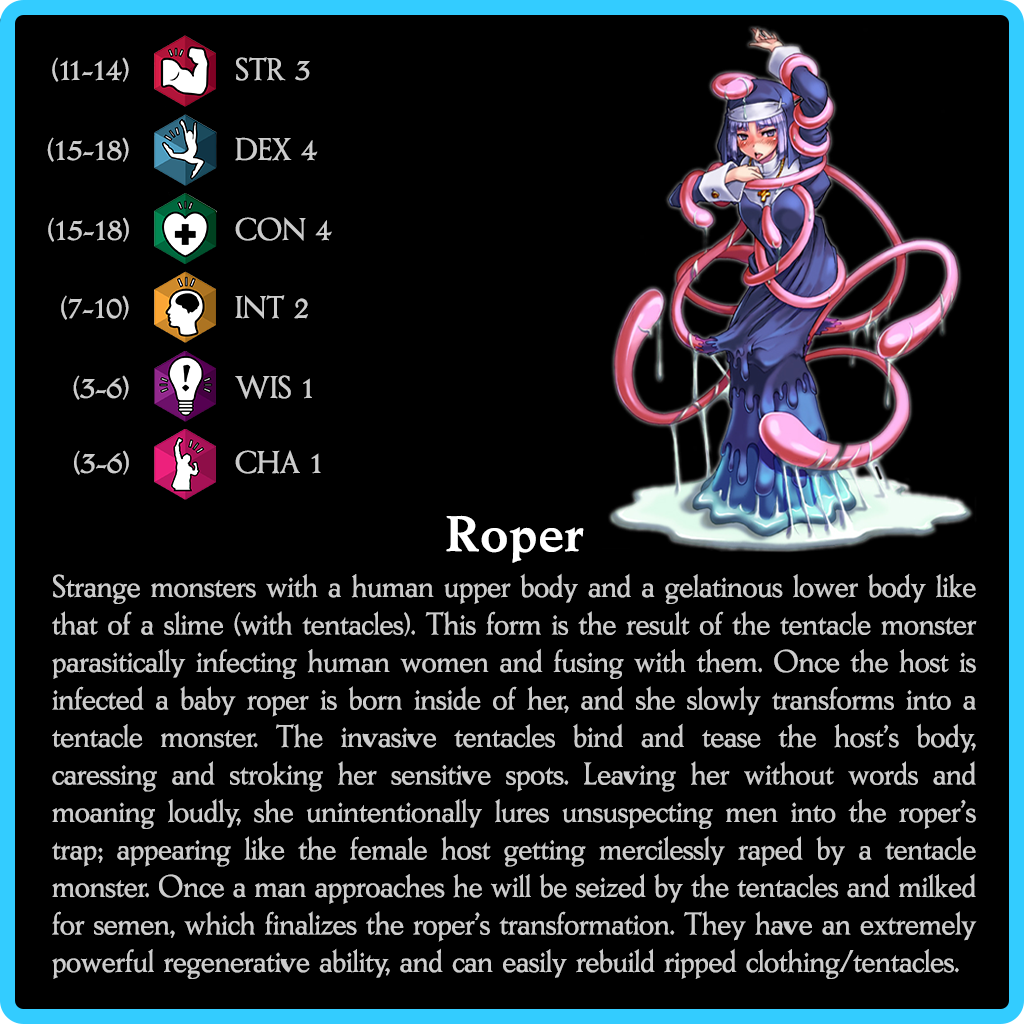 (11-14) STR 3
(15-18) DEX 4
(15-18) CON 4
(7-10) INT 2
(3-6) WIS 1
(3-6) CHA 1
Roper
Strange monsters with a human upper body and a gelatinous lower body like
that of a slime (with tentacles). This form is the result of the tentacle monster
parasitically infecting human women and fusing with them. Once the host is
infected a baby roper is born inside of her, and she slowly transforms into a
tentacle monster. The invasive tentacles bind and tease the host's body,
caressing and stroking her sensitive spots. Leaving her without words and
moaning loudly, she unintentionally lures unsuspecting men into the roper's
trap; appearing like the female host getting mercilessly raped by a tentacle
monster. Once a man approaches he will be seized by the tentacles and milked
for semen, which finalizes the roper's transformation. They have an extremely
powerful regenerative ability, and can easily rebuild ripped clothing/tentacles.